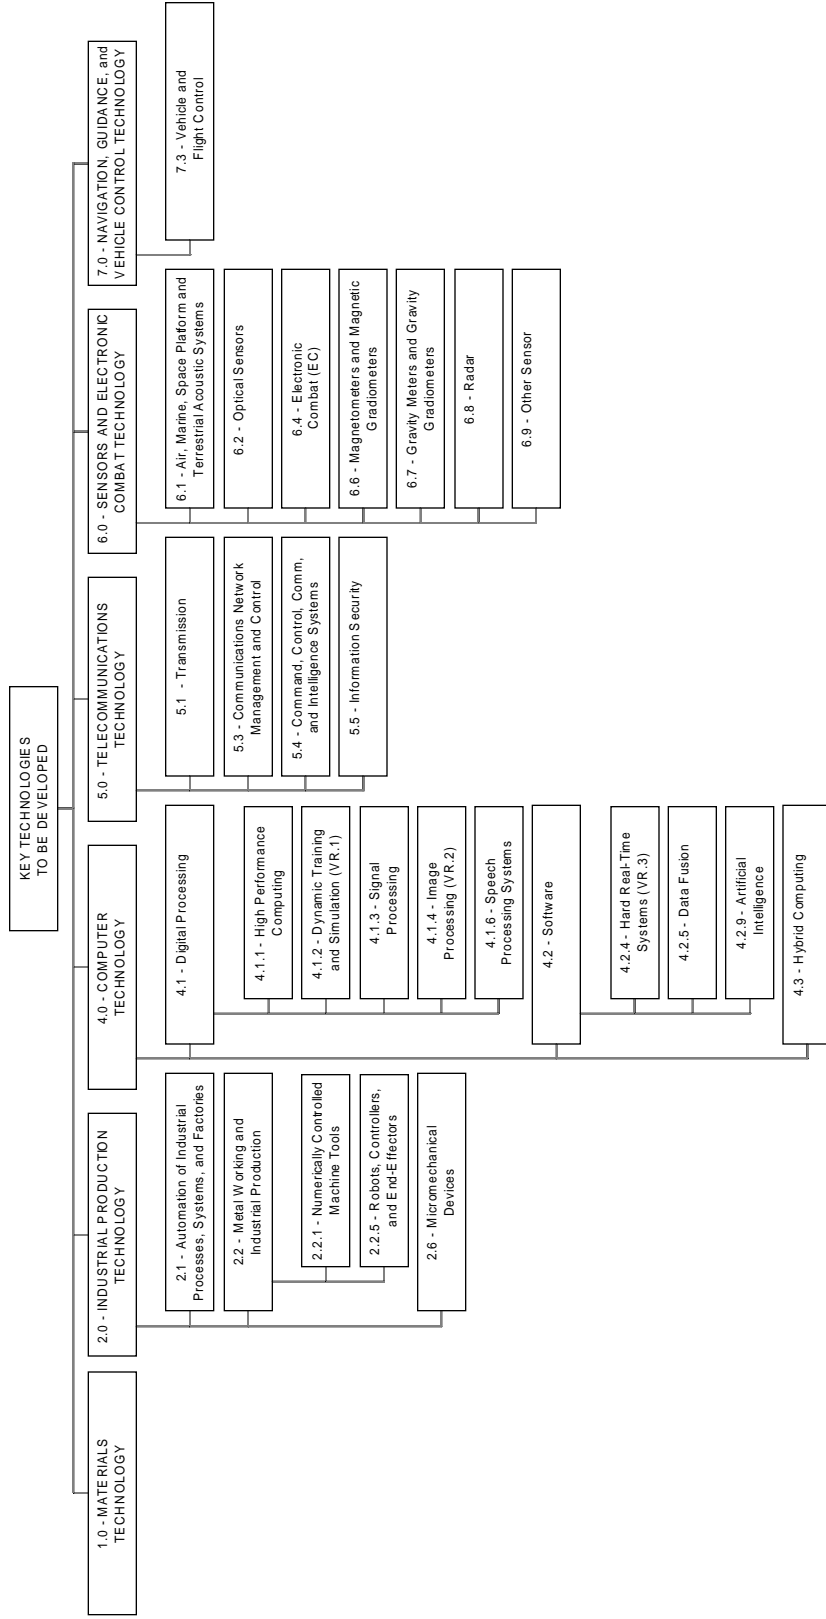 KEY TECHNOLOGIES
TO BE DEVELOPED
1.0 - MATERIALS
TECHNOLOGY
2.0 - INDUSTRIAL PRODUCTION
TECHNOLOGY
2.1 - Automation of Industrial
Processes, Systems, and Factories
2.2 - Metal Working and
Industrial Production
2.2.1 - Numerically Controlled
Machine Tools
2.2.5 - Robots, Controllers,
and End-Effectors
2.6 - Micromechanical
Devices
4.0 - COMPUTER
TECHNOLOGY
4.1 - Digital Processing
4.1.1 - High Performance
Computing
4.1.2 - Dynamic Training
and Simulation (VR.1)
4.1.3 - Signal
Processing
4.1.4 - Image
Processing (VR.2)
4.1.6 - Speech
Processing Systems
4.2 - Software
4.2.4 - Hard Real-Time
Systems (VR.3)
4.2.5 - Data Fusion
4.2.9 - Artificial
Intelligence
4.3 - Hybrid Computing
5.0 - TELECOMMUNICATIONS
TECHNOLOGY
5.1 - Transmission
5.3 - Communications Network
Management and Control
5.4 - Command, Control, Comm,
and Intelligence Systems
5.5 - Information Security
6.0 - SENSORS AND ELECTRONIC
COMBAT TECHNOLOGY
6.1 - Air, Marine, Space Platform and
Terrestrial Acoustic Systems
6.2 - Optical Sensors
6.4 - Electronic
Combat (EC)
6.6 - Magnetometers and Magnetic
Gradiometers
6.7 - Gravity Meters and Gravity
Gradiometers
6.8 - Radar
6.9 - Other Sensor
7.0 - NAVIGATION, GUIDANCE, and
VEHICLE CONTROL TECHNOLOGY
7.3 - Vehicle and
Flight Control